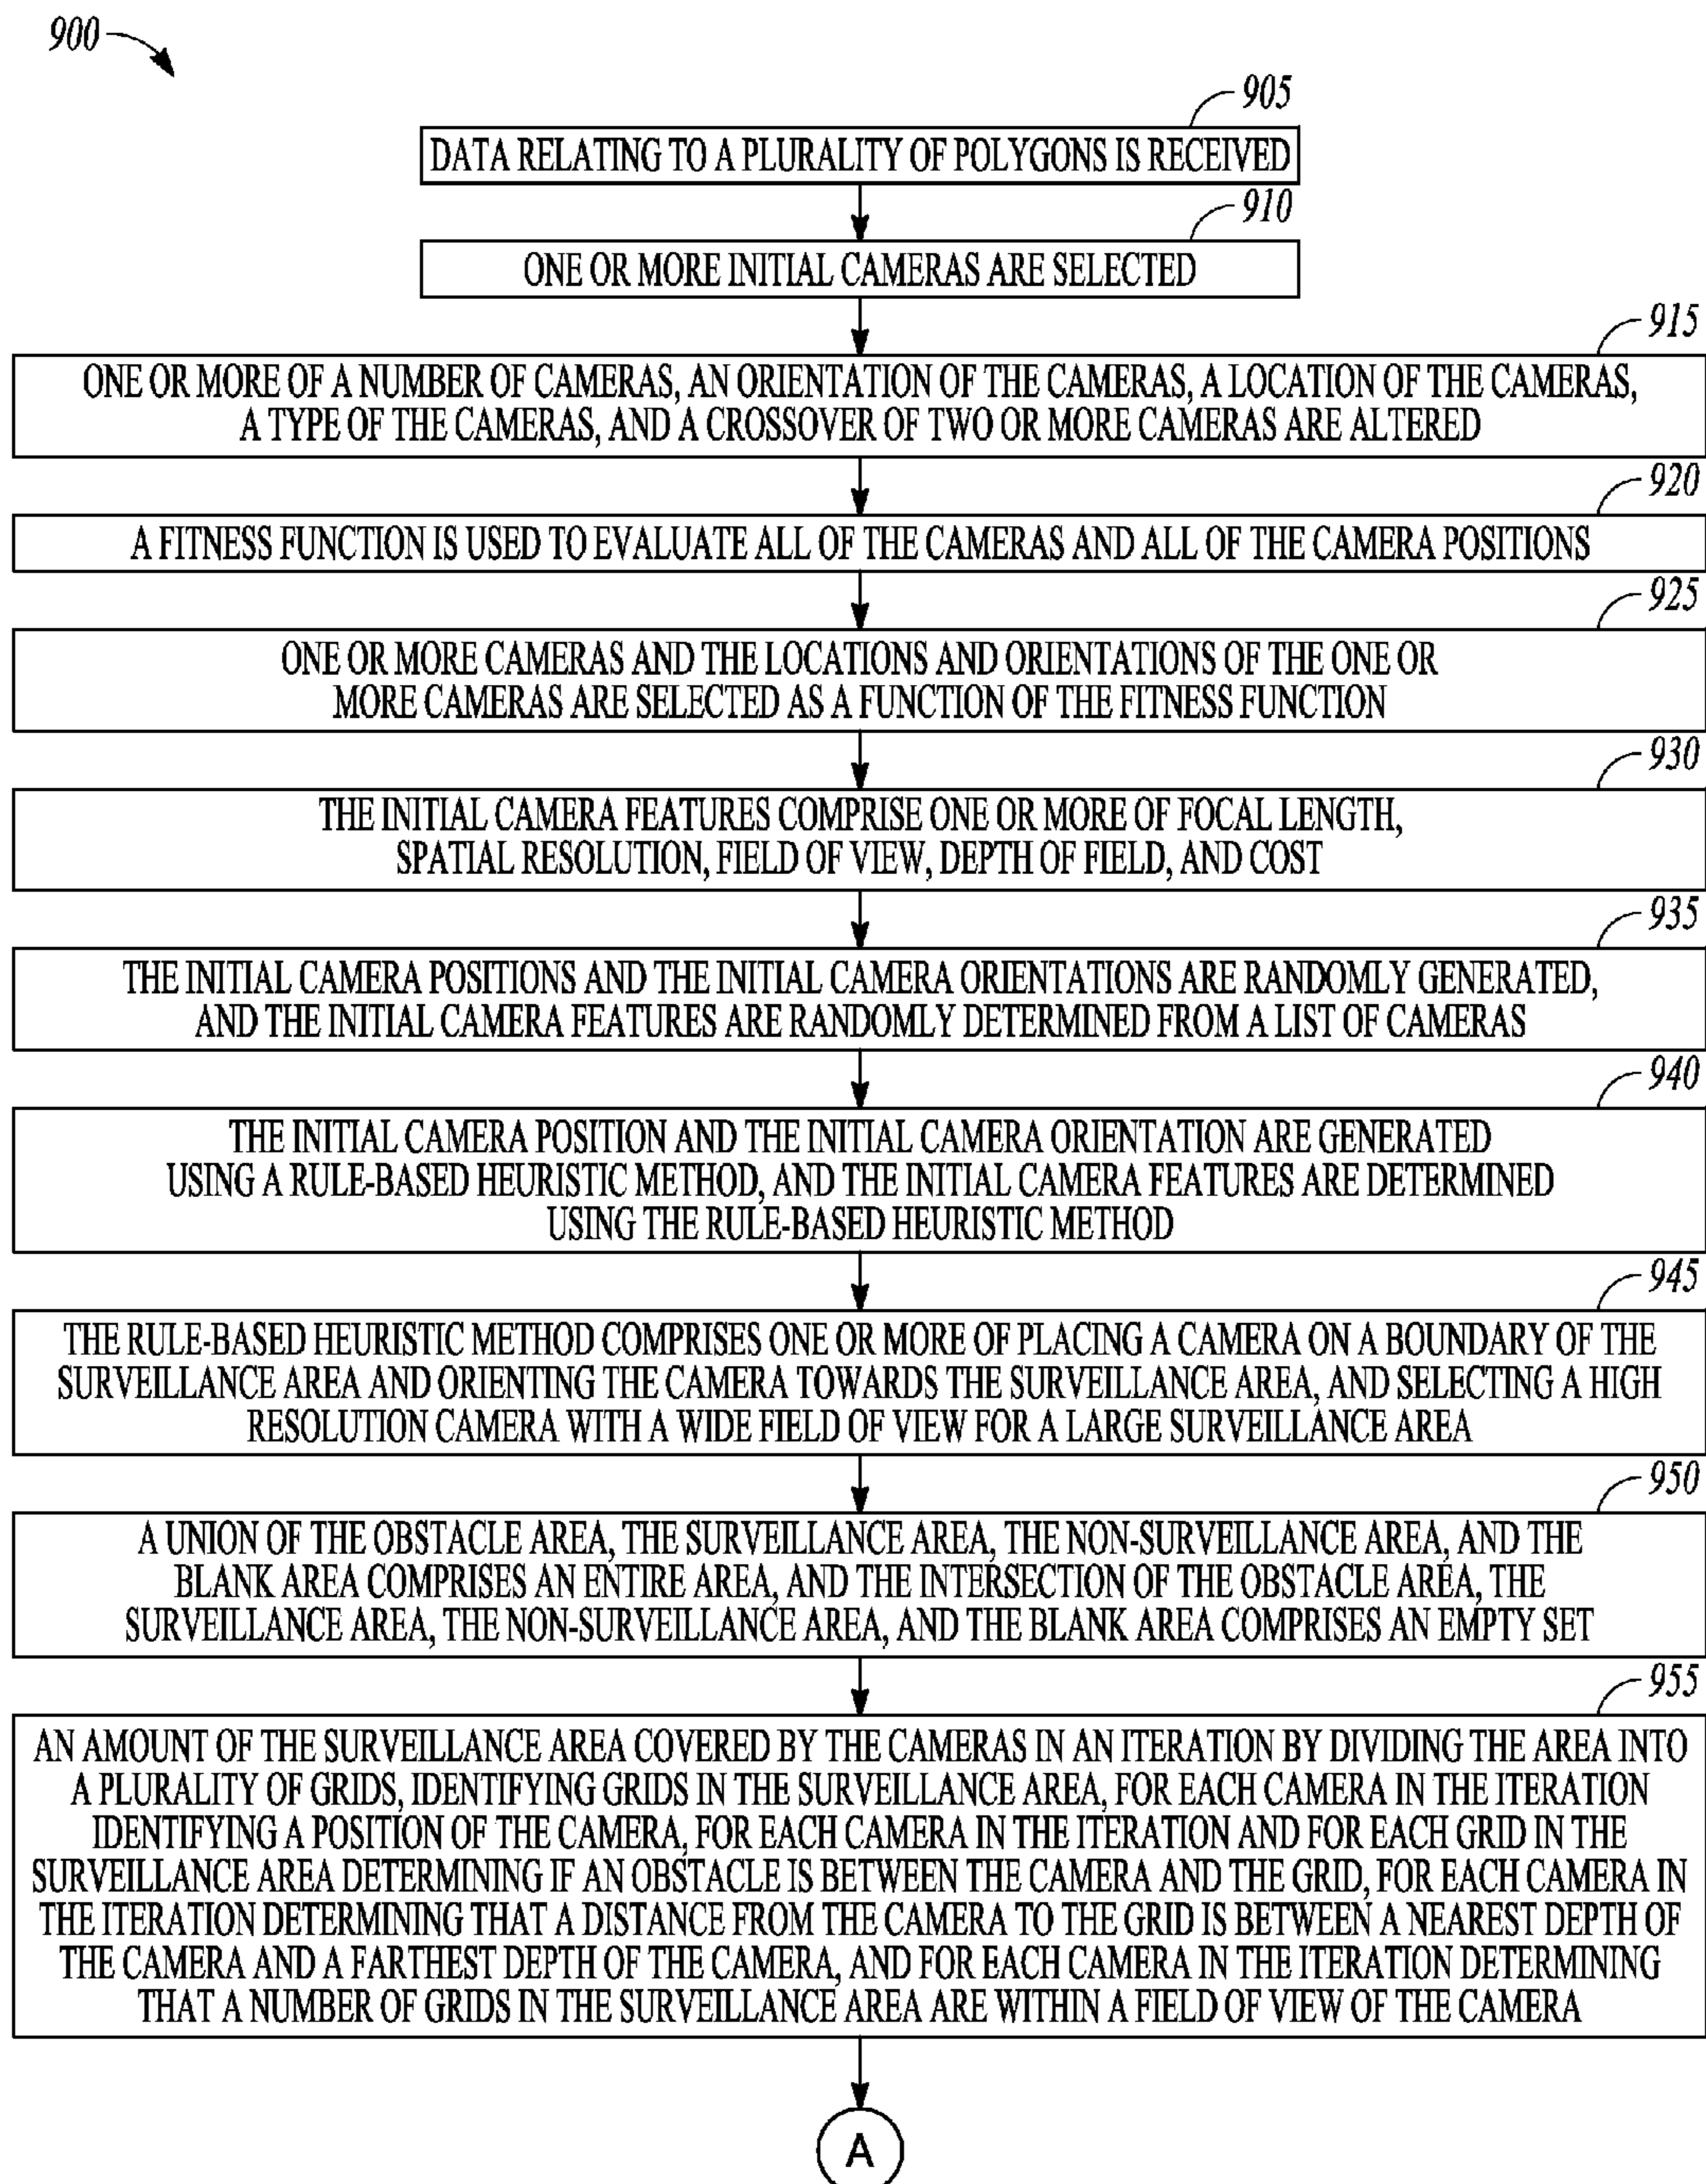 900
905
DATA RELATING TO A PLURALITY OF POLYGONS IS RECEIVED
910
ONE OR MORE INITIAL CAMERAS ARE SELECTED
915
ONE OR MORE OF A NUMBER OF CAMERAS, AN ORIENTATION OF THE CAMERAS, A LOCATION OF THE CAMERAS,
A TYPE OF THE CAMERAS, AND A CROSSOVER OF TWO OR MORE CAMERAS ARE ALTERED
920
A FITNESS FUNCTION IS USED TO EVALUATE ALL OF THE CAMERAS AND ALL OF THE CAMERA POSITIONS
925
ONE OR MORE CAMERAS AND THE LOCATIONS AND ORIENTATIONS OF THE ONE OR
MORE CAMERAS ARE SELECTED AS A FUNCTION OF THE FITNESS FUNCTION
930
THE INITIAL CAMERA FEATURES COMPRISE ONE OR MORE OF FOCAL LENGTH,
SPATIAL RESOLUTION, FIELD OF VIEW, DEPTH OF FIELD, AND COST
935
THE INITIAL CAMERA POSITIONS AND THE INITIAL CAMERA ORIENTATIONS ARE RANDOMLY GENERATED,
AND THE INITIAL CAMERA FEATURES ARE RANDOMLY DETERMINED FROM A LIST OF CAMERAS
940
THE INITIAL CAMERA POSITION AND THE INITIAL CAMERA ORIENTATION ARE GENERATED
USING A RULE-BASED HEURISTIC METHOD, AND THE INITIAL CAMERA FEATURES ARE DETERMINED
USING THE RULE-BASED HEURISTIC METHOD
945
THE RULE-BASED HEURISTIC METHOD COMPRISES ONE OR MORE OF PLACING A CAMERA ON A BOUNDARY OF THE
SURVEILLANCE AREA AND ORIENTING THE CAMERA TOWARDS THE SURVEILLANCE AREA, AND SELECTING A HIGH
RESOLUTION CAMERA WITH A WIDE FIELD OF VIEW FOR A LARGE SURVEILLANCE AREA
950
A UNION OF THE OBSTACLE AREA, THE SURVEILLANCE AREA, THE NON-SURVEILLANCE AREA, AND THE
BLANK AREA COMPRISES AN ENTIRE AREA, AND THE INTERSECTION OF THE OBSTACLE AREA, THE
SURVEILLANCE AREA, THE NON-SURVEILLANCE AREA, AND THE BLANK AREA COMPRISES AN EMPTY SET
955
AN AMOUNT OF THE SURVEILLANCE AREA COVERED BY THE CAMERAS IN AN ITERATION BY DIVIDING THE AREA INTO
A PLURALITY OF GRIDS, IDENTIFYING GRIDS IN THE SURVEILLANCE AREA, FOR EACH CAMERA IN THE ITERATION
IDENTIFYING A POSITION OF THE CAMERA, FOR EACH CAMERA IN THE ITERATION AND FOR EACH GRID IN THE
SURVEILLANCE AREA DETERMINING IF AN OBSTACLE IS BETWEEN THE CAMERA AND THE GRID, FOR EACH CAMERA IN
THE ITERATION DETERMINING THAT A DISTANCE FROM THE CAMERA TO THE GRID IS BETWEEN A NEAREST DEPTH OF
THE CAMERA AND A FARTHEST DEPTH OF THE CAMERA, AND FOR EACH CAMERA IN THE ITERATION DETERMINING
THAT A NUMBER OF GRIDS IN THE SURVEILLANCE AREA ARE WITHIN A FIELD OF VIEW OF THE CAMERA
A